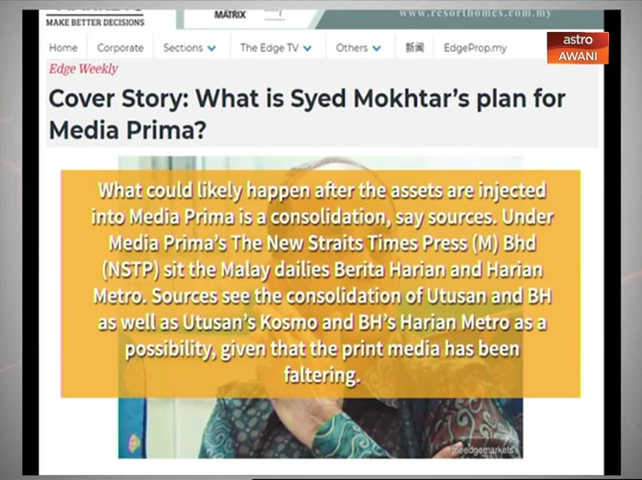 MAKE BETTER DECISIONS
MATRIX
www.resorthomes.com.my
Home Corporate Sections The Edge TV Others 新闻 EdgeProp.my
astro
AWANI
Edge Weekly
Cover Story: What is Syed Mokhtar's plan for
Media Prima?
What could likely happen after the assets are injected
into Media Prima is a consolidation, say sources. Under
Media Prima's The New Straits Times Press (M) Bhd
(NSTP) sit the Malay dailies Berita Harian and Harian
Metro. Sources see the consolidation of Utusan and BH
as well as Utusan's Kosmo and BH's Harian Metro as a
possibility, given that the print media has been
faltering.